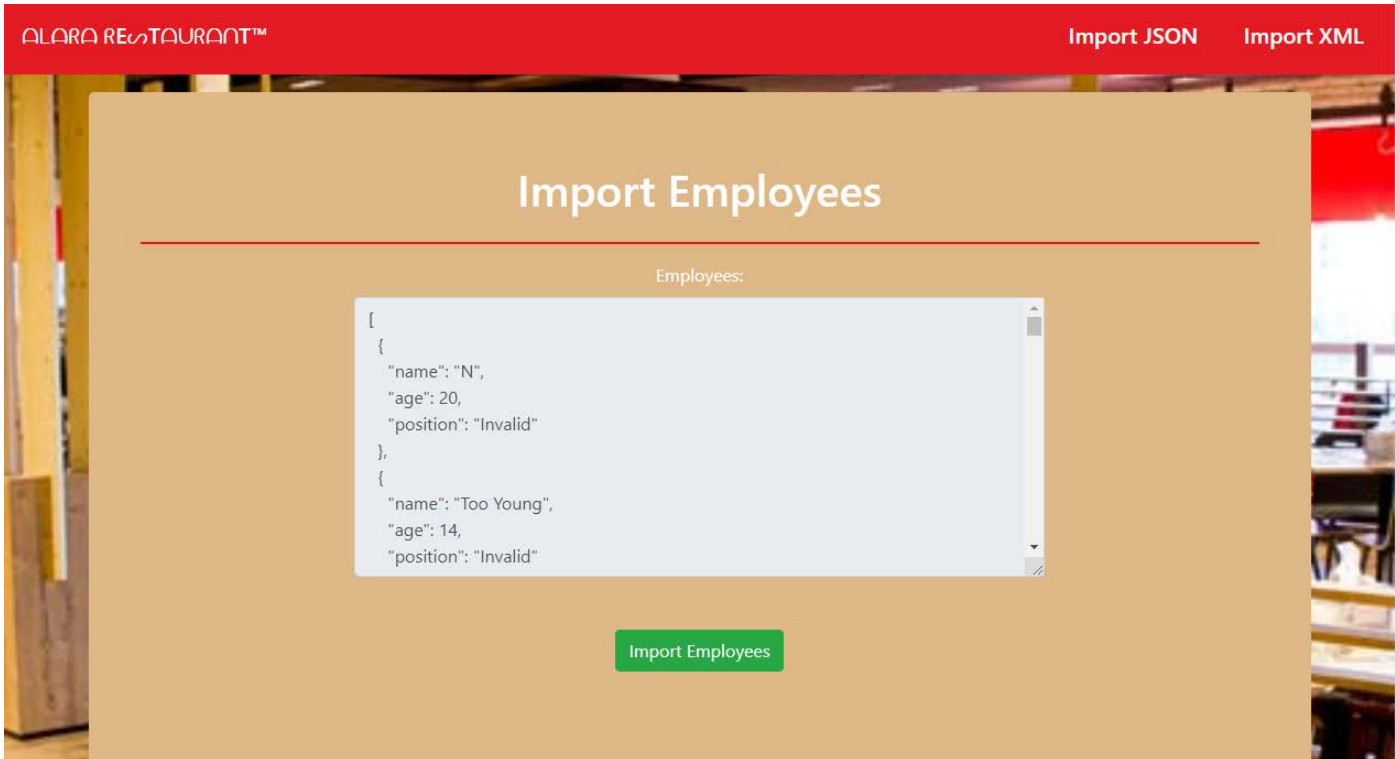 ALARA REsTAURANT™
Import JSON Import XML
Import Employees
Employees:
[
{
"name": "N",
"age": 20,
"position": "Invalid"
},
{
"name": "Too Young",
"age": 14,
"position": "Invalid"
Import Employees